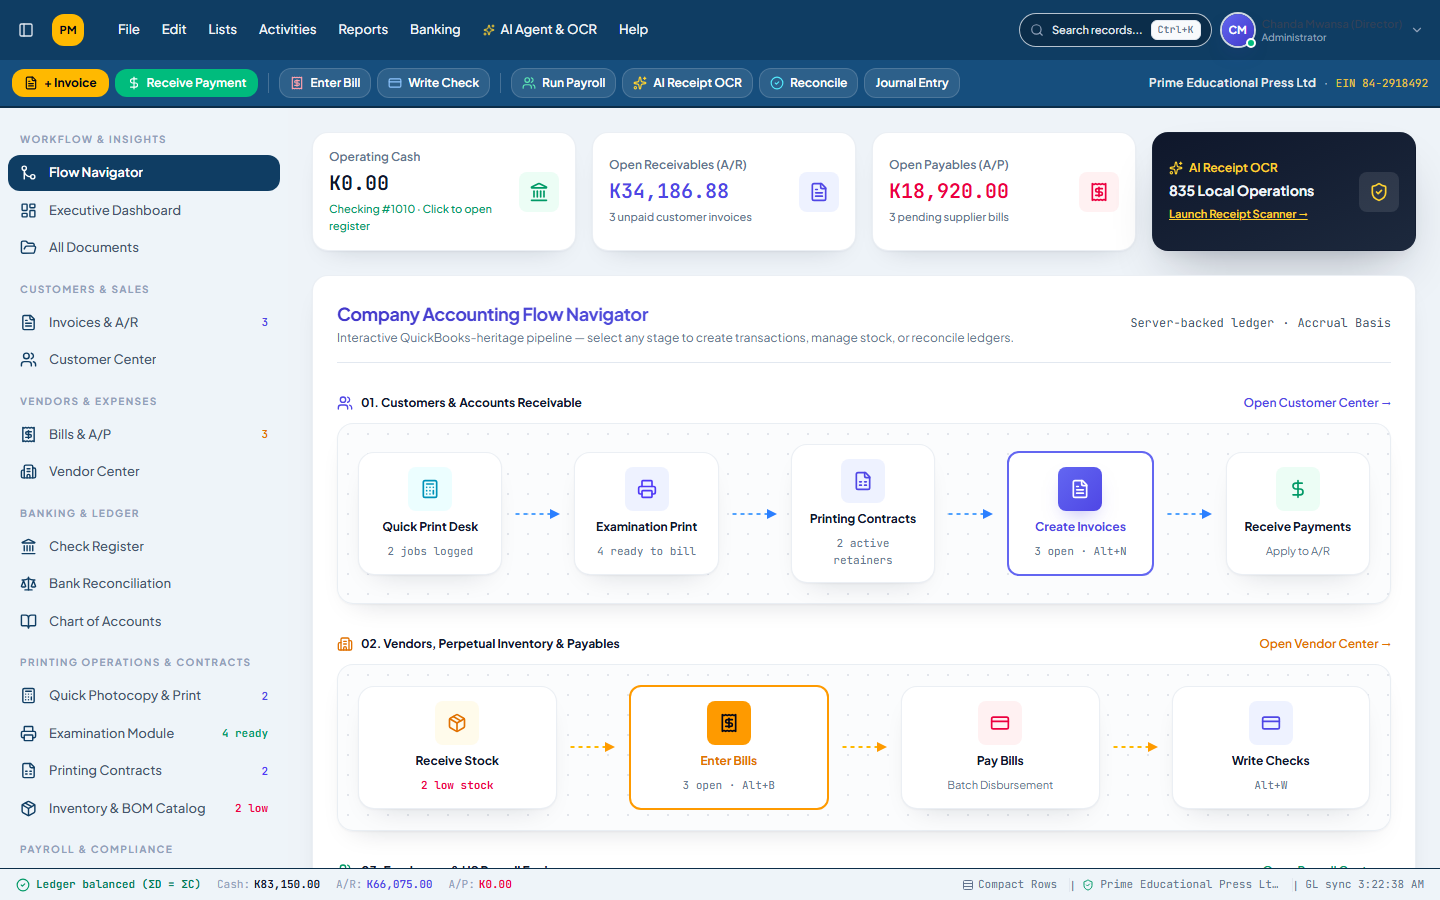 PM
File
Edit
Lists
Activities
Reports
Banking
AI Agent & OCR
Help
Search records...
Ctrl+K
CM
Chanda Mwansa (Director)
Administrator
+ Invoice
Receive Payment
Enter Bill
Write Check
Run Payroll
AI Receipt OCR
Reconcile
Journal Entry
Prime Educational Press Ltd · EIN 84-2918492
WORKFLOW & INSIGHTS
Flow Navigator
Executive Dashboard
All Documents
CUSTOMERS & SALES
Invoices & A/R 3
Customer Center
VENDORS & EXPENSES
Bills & A/P 3
Vendor Center
BANKING & LEDGER
Check Register
Bank Reconciliation
Chart of Accounts
PRINTING OPERATIONS & CONTRACTS
Quick Photocopy & Print 2
Examination Module 4 ready
Printing Contracts 2
Inventory & BOM Catalog 2 low
PAYROLL & COMPLIANCE
Operating Cash
K0.00
Checking #1010 · Click to open
register
Open Receivables (A/R)
K34,186.88
3 unpaid customer invoices
Open Payables (A/P)
K18,920.00
3 pending supplier bills
AI Receipt OCR
835 Local Operations
Launch Receipt Scanner →
Company Accounting Flow Navigator
Interactive QuickBooks-heritage pipeline — select any stage to create transactions, manage stock, or reconcile ledgers.
Server-backed ledger · Accrual Basis
01. Customers & Accounts Receivable
Open Customer Center →
Quick Print Desk
2 jobs logged
Examination Print
4 ready to bill
Printing Contracts
2 active
retainers
Create Invoices
3 open · Alt+N
Receive Payments
Apply to A/R
02. Vendors, Perpetual Inventory & Payables
Open Vendor Center →
Receive Stock
2 low stock
Enter Bills
3 open · Alt+B
Pay Bills
Batch Disbursement
Write Checks
Alt+W
Ledger balanced (ΣD = ΣC)
Cash: K83,150.00
A/R: K66,075.00
A/P: K0.00
Compact Rows
| Prime Educational Press Lt…
| GL sync 3:22:38 AM